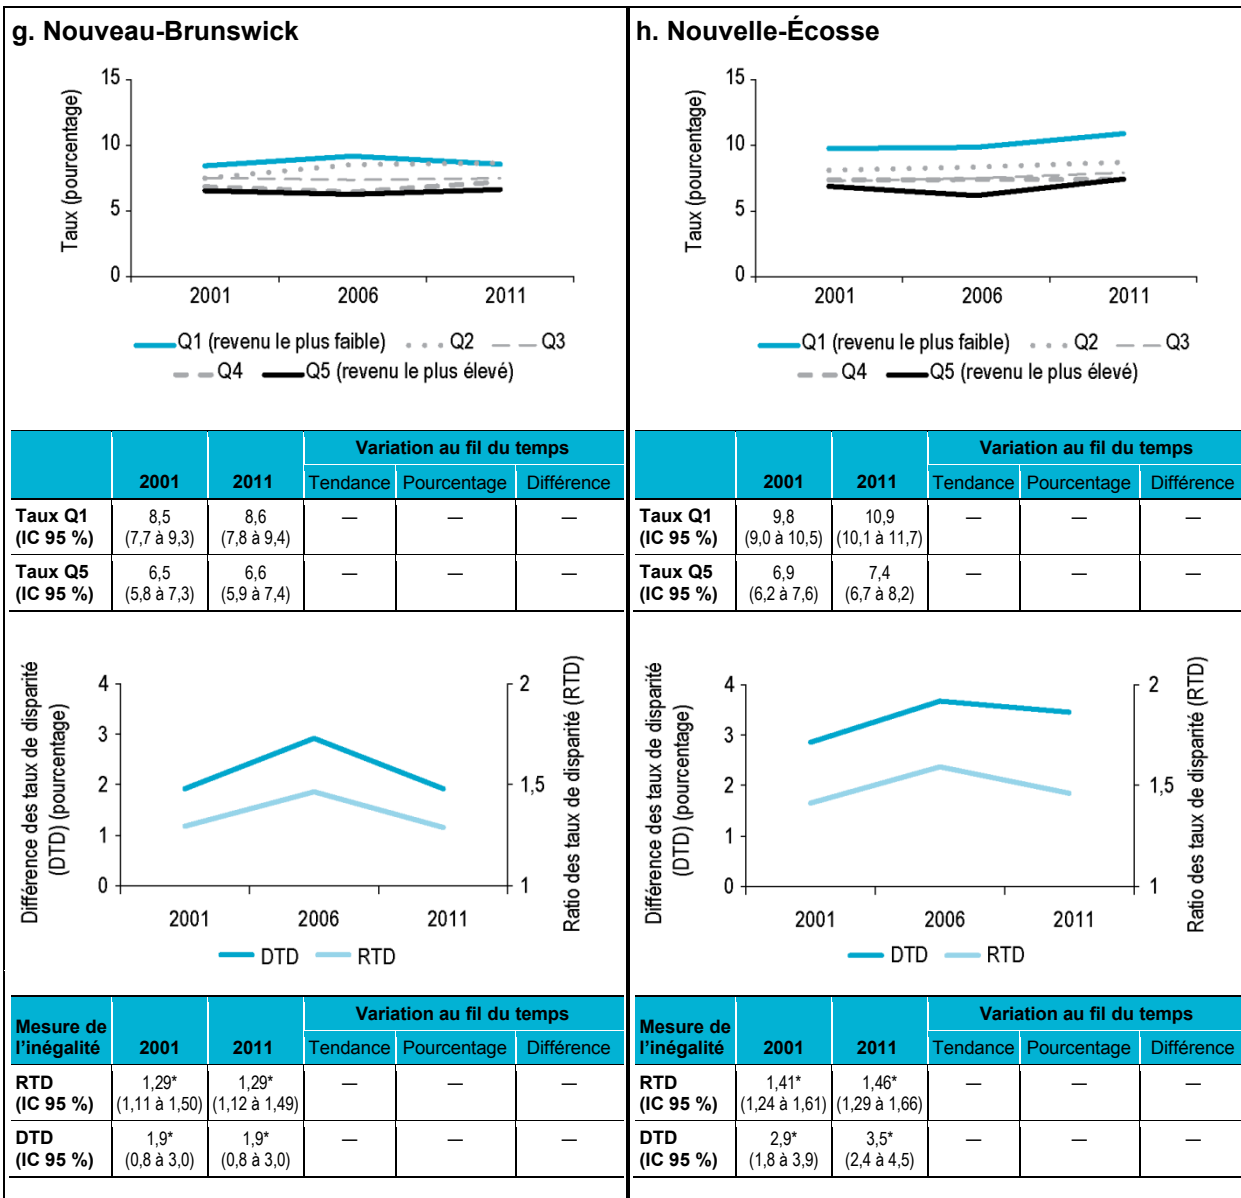 g. Nouveau-Brunswick
Taux (pourcentage)
15
10
5
0
2001 2006 2011
Q1 (revenu le plus faible) Q2 Q3
Q4 Q5 (revenu le plus élevé)
2001 2011 Variation au fil du temps
Tendance Pourcentage Différence
Taux Q1 8,5 8,6 — — —
(IC 95 %) (7,7 à 9,3) (7,8 à 9,4)
Taux Q5 6,5 6,6 — — —
(IC 95 %) (5,8 à 7,3) (5,9 à 7,4)
Différence des taux de disparité
(DTD) (pourcentage)
4
3
2
1
0
2
1,5
1
Ratio des taux de disparité (RTD)
2001 2006 2011
DTD RTD
Mesure de
l’inégalité 2001 2011 Variation au fil du temps
Tendance Pourcentage Différence
RTD 1,29* 1,29* — — —
(IC 95 %) (1,11 à 1,50) (1,12 à 1,49)
DTD 1,9* 1,9* — — —
(IC 95 %) (0,8 à 3,0) (0,8 à 3,0)
h. Nouvelle-Écosse
Taux (pourcentage)
15
10
5
0
2001 2006 2011
Q1 (revenu le plus faible) Q2 Q3
Q4 Q5 (revenu le plus élevé)
2001 2011 Variation au fil du temps
Tendance Pourcentage Différence
Taux Q1 9,8 10,9 — — —
(IC 95 %) (9,0 à 10,5) (10,1 à 11,7)
Taux Q5 6,9 7,4 — — —
(IC 95 %) (6,2 à 7,6) (6,7 à 8,2)
Différence des taux de disparité
(DTD) (pourcentage)
4
3
2
1
0
2
1,5
1
Ratio des taux de disparité (RTD)
2001 2006 2011
DTD RTD
Mesure de
l’inégalité 2001 2011 Variation au fil du temps
Tendance Pourcentage Différence
RTD 1,41* 1,46* — — —
(IC 95 %) (1,24 à 1,61) (1,29 à 1,66)
DTD 2,9* 3,5* — — —
(IC 95 %) (1,8 à 3,9) (2,4 à 4,5)